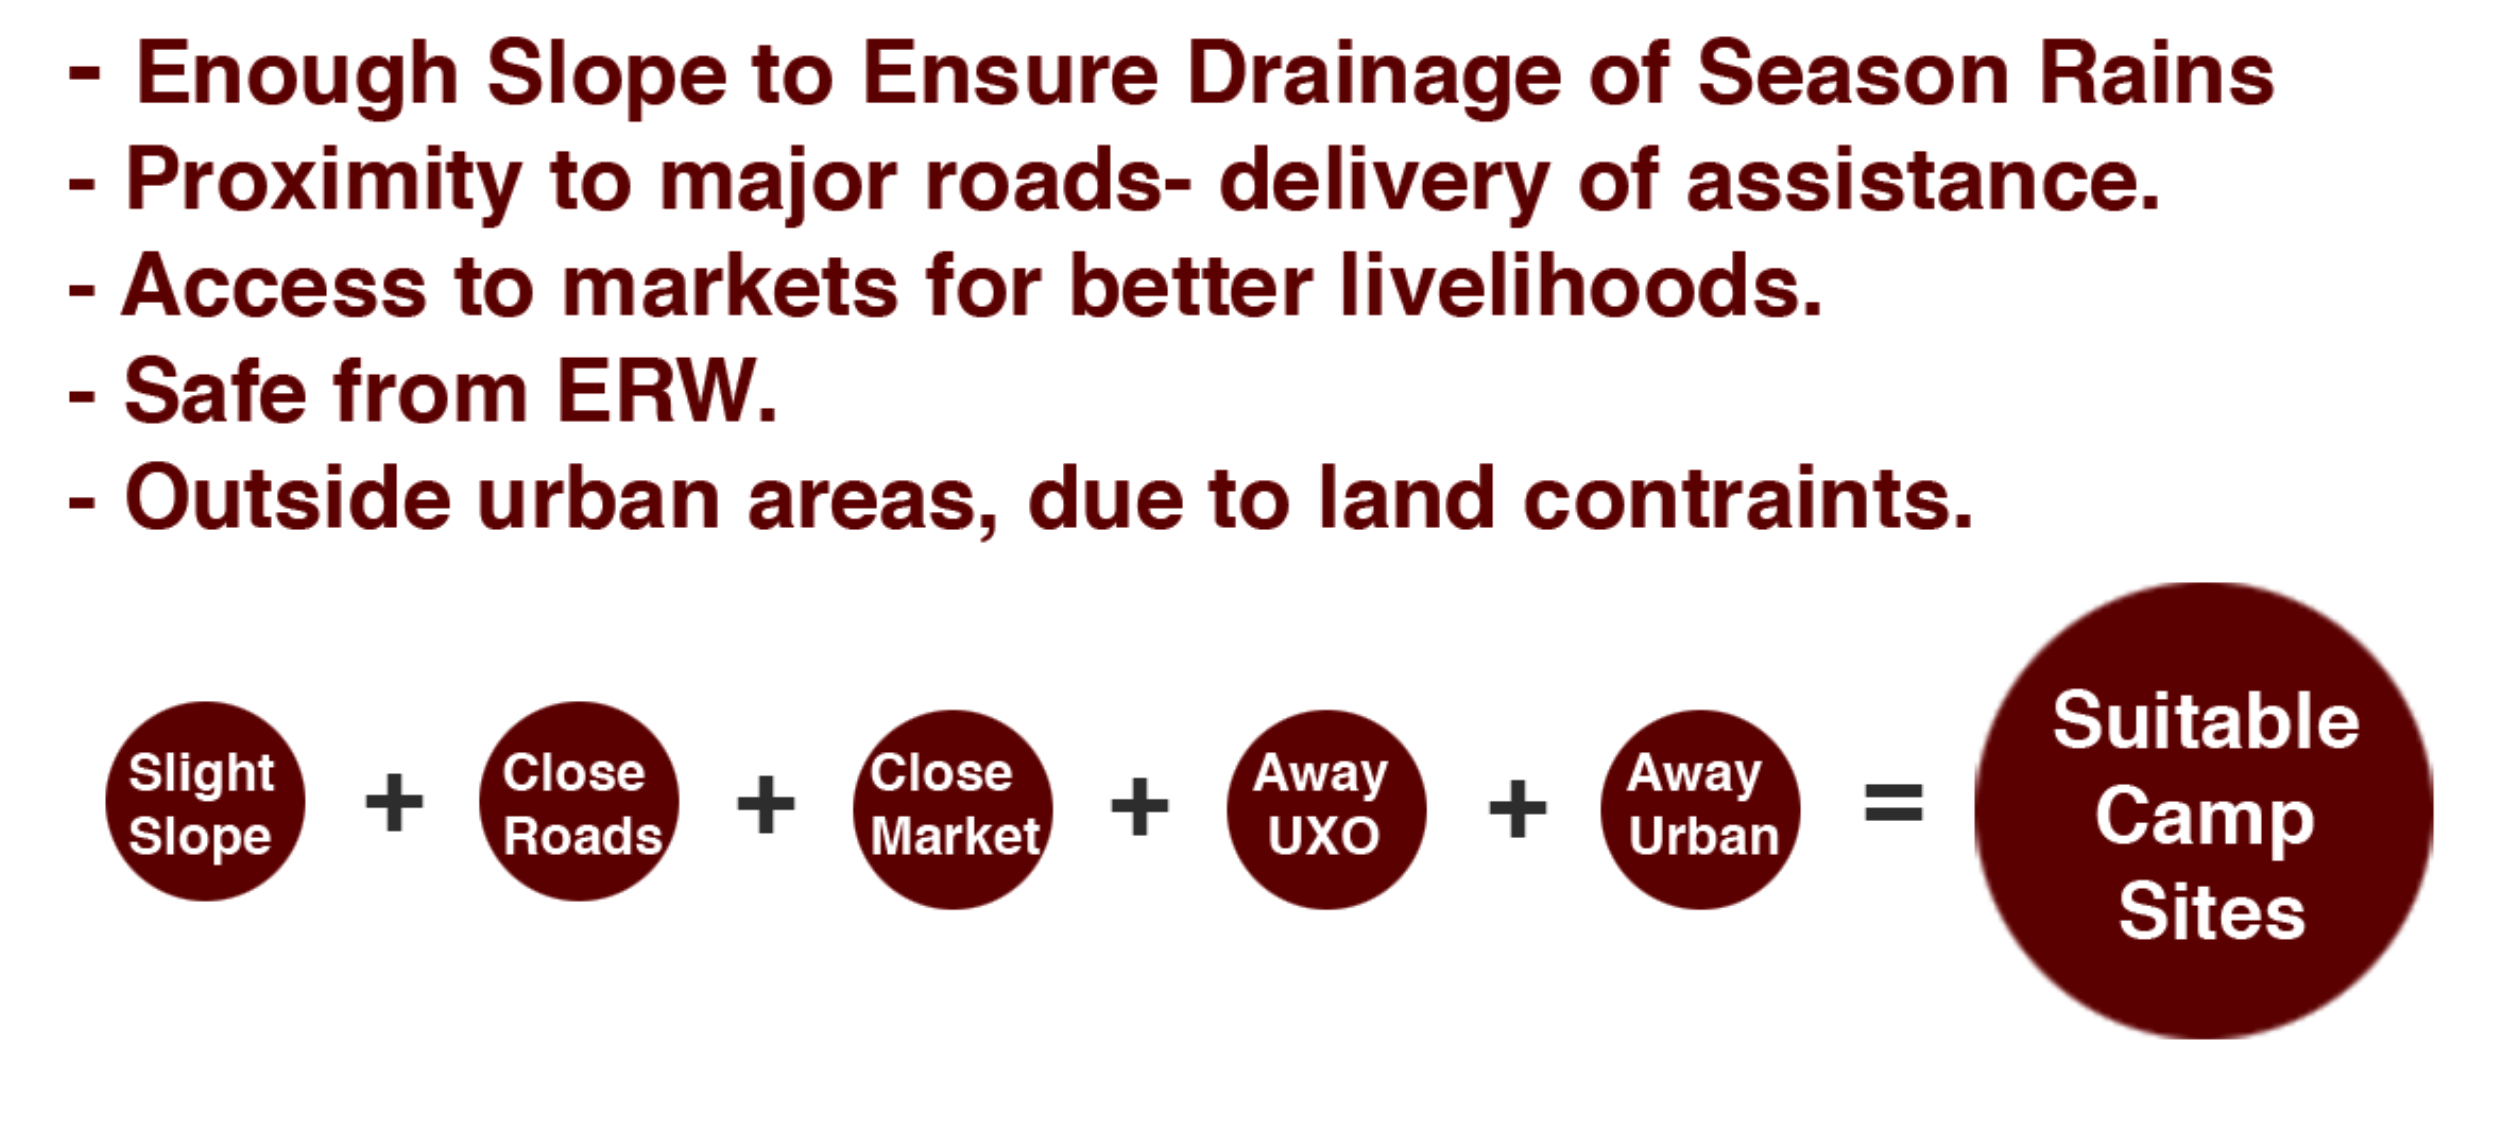 - Enough Slope to Ensure Drainage of Season Rains
- Proximity to major roads- delivery of assistance.
- Access to markets for better livelihoods.
- Safe from ERW.
- Outside urban areas, due to land contraints.
Slight
Slope
+
Close
Roads
+
Close
Market
+
Away
UXO
+
Away
Urban
=
Suitable
Camp
Sites